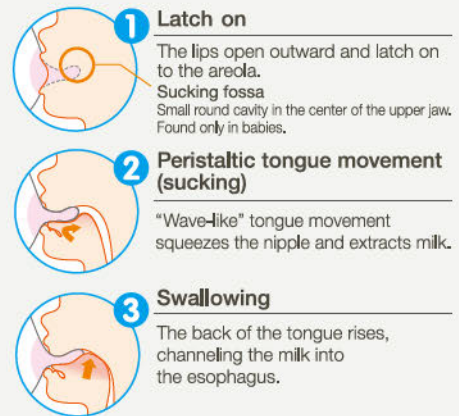 1 Latch on
The lips open outward and latch on
to the areola.
Sucking fossa
Small round cavity in the center of the upper jaw.
Found only in babies.
2 Peristaltic tongue movement
(sucking)
“Wave-like” tongue movement
squeezes the nipple and extracts milk.
3 Swallowing
The back of the tongue rises,
channeling the milk into
the esophagus.